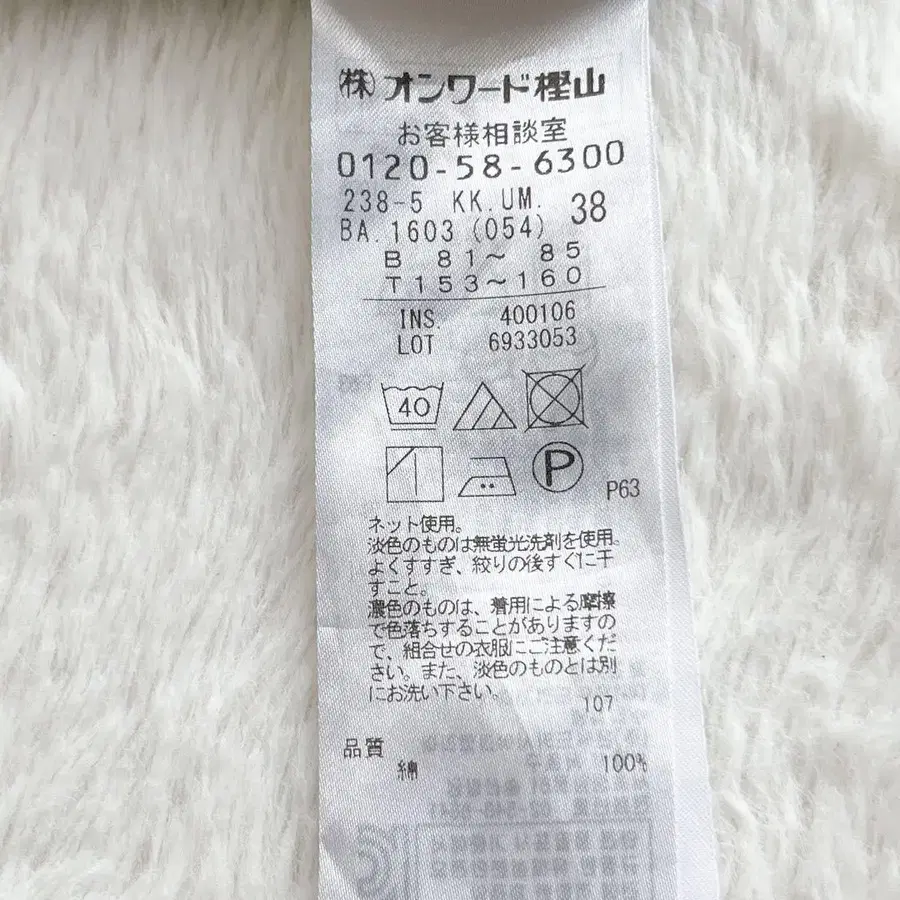 ㈱オンワード樫山
お客様相談室
0120-58-6300
238-5 KK.UM. 38
BA.1603(054)
B 81～ 85
T153～160
INS. 400106
LOT 6933053
40
P
P63
ネット使用。
淡色のものは無蛍光洗剤を使用。
よくすすぎ、絞りの後すぐに干
すこと。
濃色のものは、着用による摩擦
で色落ちすることがありますの
で、組合せの衣服にご注意くだ
さい。また、淡色のものとは別
にお洗い下さい。
107
品質
綿 100%